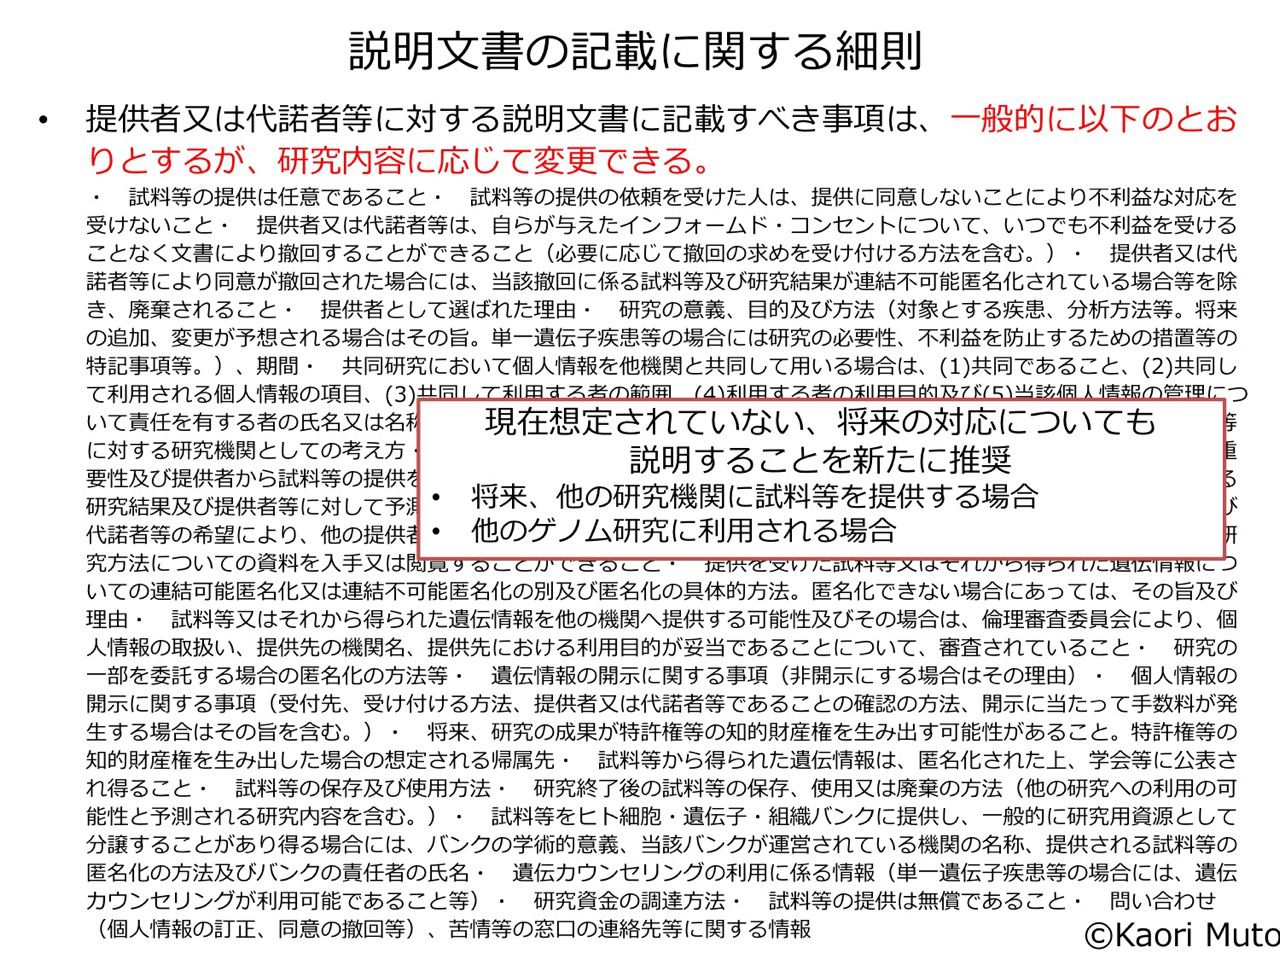 説明文書の記載に関する細則
• 提供者又は代諾者等に対する説明文書に記載すべき事項は、一般的に以下のとお
りとするが、研究内容に応じて変更できる。
・　試料等の提供は任意であること・　試料等の提供の依頼を受けた人は、提供に同意しないことにより不利益な対応を
受けないこと・　提供者又は代諾者等は、自らが与えたインフォームド・コンセントについて、いつでも不利益を受ける
ことなく文書により撤回することができること（必要に応じて撤回の求めを受け付ける方法を含む。）・　提供者又は代
諾者等により同意が撤回された場合には、当該撤回に係る試料等及び研究結果が連結不可能匿名化されている場合等を除
き、廃棄されること・　提供者として選ばれた理由・　研究の意義、目的及び方法（対象とする疾患、分析方法等。将来
の追加、変更が予想される場合はその旨。単一遺伝子疾患等の場合には研究の必要性、不利益を防止するための措置等の
特記事項等。）、期間・　共同研究において個人情報を他機関と共同して用いる場合は、(1)共同であること、(2)共同し
て利用される個人情報の項目、(3)共同して利用する者の範囲、(4)利用する者の利用目的及び(5)当該個人情報の管理につ
いて責任を有する者の氏名又は名称
等
に対する研究機関としての考え方・
重
要性及び提供者から試料等の提供を
る
研究結果及び提供者等に対して予測
び
代諾者等の希望により、他の提供者
研
現在想定されていない、将来の対応についても
説明することを新たに推奨
• 将来、他の研究機関に試料等を提供する場合
• 他のゲノム研究に利用される場合
究方法についての資料を入手又は閲覧することができること・　提供を受けた試料等又はそれから得られた遺伝情報につ
いての連結可能匿名化又は連結不可能匿名化の別及び匿名化の具体的方法。匿名化できない場合にあっては、その旨及び
理由・　試料等又はそれから得られた遺伝情報を他の機関へ提供する可能性及びその場合は、倫理審査委員会により、個
人情報の取扱い、提供先の機関名、提供先における利用目的が妥当であることについて、審査されていること・　研究の
一部を委託する場合の匿名化の方法等・　遺伝情報の開示に関する事項（非開示にする場合はその理由）・　個人情報の
開示に関する事項（受付先、受け付ける方法、提供者又は代諾者等であることの確認の方法、開示に当たって手数料が発
生する場合はその旨を含む。）・　将来、研究の成果が特許権等の知的財産権を生み出す可能性があること。特許権等の
知的財産権を生み出した場合の想定される帰属先・　試料等から得られた遺伝情報は、匿名化された上、学会等に公表さ
れ得ること・　試料等の保存及び使用方法・　研究終了後の試料等の保存、使用又は廃棄の方法（他の研究への利用の可
能性と予測される研究内容を含む。）・　試料等をヒト細胞・遺伝子・組織バンクに提供し、一般的に研究用資源として
分譲することがあり得る場合には、バンクの学術的意義、当該バンクが運営されている機関の名称、提供される試料等の
匿名化の方法及びバンクの責任者の氏名・　遺伝カウンセリングの利用に係る情報（単一遺伝子疾患等の場合には、遺伝
カウンセリングが利用可能であること等）・　研究資金の調達方法・　試料等の提供は無償であること・　問い合わせ
（個人情報の訂正、同意の撤回等）、苦情等の窓口の連絡先等に関する情報
©Kaori Muto